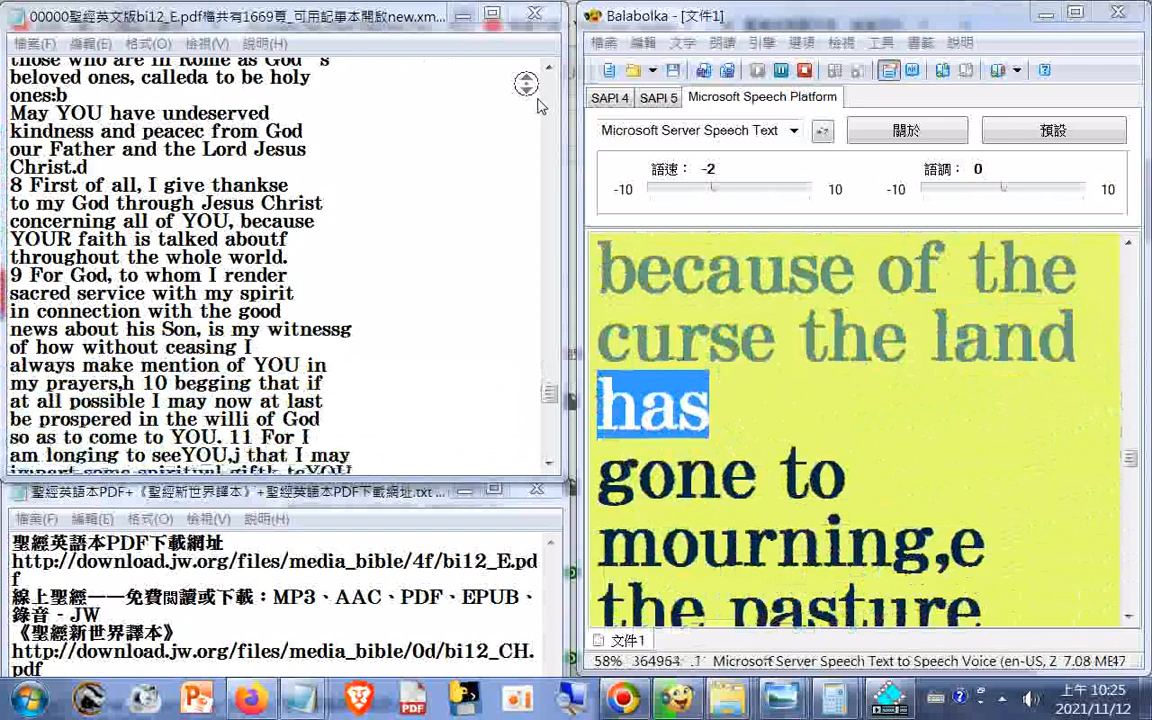 00000聖經英文版bi12_E.pdf檔共有1669頁_可用記事本開啟new.xm...
檔案(F) 編輯(E) 格式(O) 檢視(V) 說明(H)
those who are in Rome as God's
beloved ones, calleda to be holy
ones:b
May YOU have undeserved
kindness and peacec from God
our Father and the Lord Jesus
Christ.d
8 First of all, I give thankse
to my God through Jesus Christ
concerning all of YOU, because
YOUR faith is talked aboutf
throughout the whole world.
9 For God, to whom I render
sacred service with my spirit
in connection with the good
news about his Son, is my witnessg
of how without ceasing I
always make mention of YOU in
my prayers,h 10 begging that if
at all possible I may now at last
be prospered in the willi of God
so as to come to YOU. 11 For I
am longing to seeYOU,j that I may
impart some spiritual giftk toYOU
聖經英語本PDF+《聖經新世界譯本》+聖經英語本PDF下載網址.txt ...
檔案(F) 編輯(E) 格式(O) 檢視(V) 說明(H)
聖經英語本PDF下載網址
http://download.jw.org/files/media_bible/4f/bi12_E.pd
f
線上聖經——免費閱讀或下載：MP3、AAC、PDF、EPUB、
錄音 - JW
《聖經新世界譯本》
http://download.jw.org/files/media_bible/0d/bi12_CH.
pdf
Balabolka - [文件1]
檔案 編輯 文字 朗讀 引擎 選項 檢視 工具 書籤 說明
SAPI 4 SAPI 5 Microsoft Speech Platform
Microsoft Server Speech Text 關於 預設
語速： -2 語調： 0
-10 10 -10 10
because of the
curse the land
has
gone to
mourning,e
the pasture
文件1
58% Microsoft Server Speech Text to Speech Voice (en-US, 7.08 MB
PDF
上午 10:25
2021/11/12